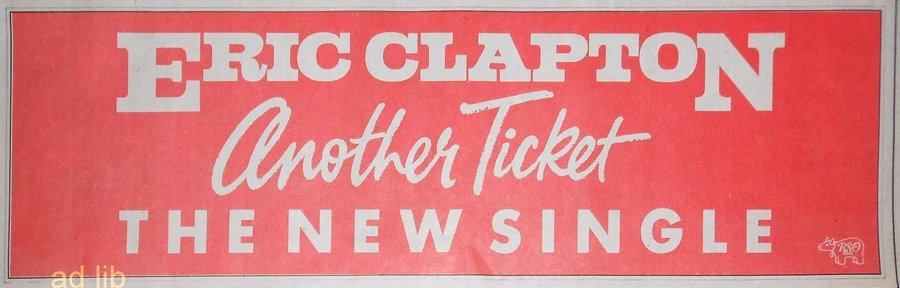 ERIC CLAPTON
Another Ticket
THE NEW SINGLE
RSO
ad lib